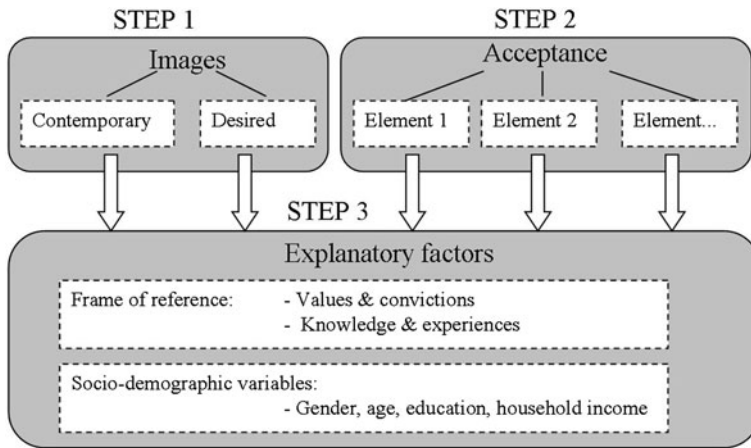 STEP 1
Images
Contemporary
Desired
STEP 2
Acceptance
Element 1
Element 2
Element...
STEP 3
Explanatory factors
Frame of reference: - Values & convictions
- Knowledge & experiences
Socio-demographic variables:
- Gender, age, education, household income